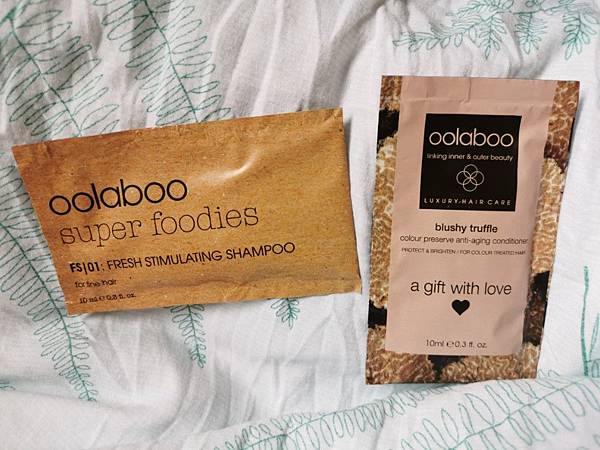 oolaboo
super foodies
FS|01: FRESH STIMULATING SHAMPOO
for fine hair
10 ml ℮ 0.3 fl. oz.
oolaboo
linking inner & outer beauty
LUXURY-HAIR CARE
blushy truffle
colour preserve anti-aging conditioner
PROTECT & BRIGHTEN / FOR COLOUR TREATED HAIR
a gift with love
10ml ℮ 0.3 fl. oz.